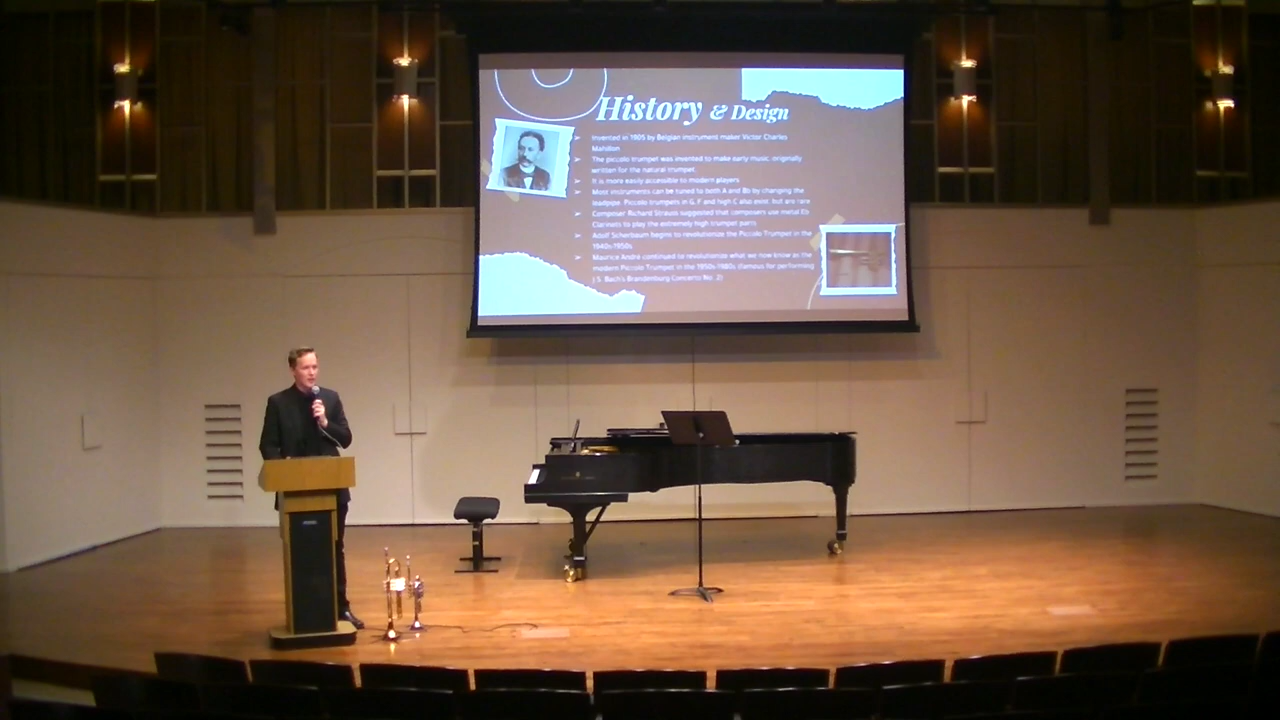 History & Design
➢ Invented in 1905 by Belgian instrument maker Victor Charles
Mahillon
➢ The piccolo trumpet was invented to make early music, originally
written for the natural trumpet
➢ It is more easily accessible to modern players
➢ Most instruments can be tuned to both A and Bb by changing the
leadpipe. Piccolo trumpets in G, F and high C also exist, but are rare
➢ Composer Richard Strauss suggested that composers use metal Eb
Clarinets to play the extremely high trumpet parts
➢ Adolf Scherbaum begins to revolutionize the Piccolo Trumpet in the
1940s-1950s
➢ Maurice André continued to revolutionize what we now know as the
modern Piccolo Trumpet in the 1950s-1980s (famous for performing
J.S. Bach's Brandenburg Concerto No. 2)